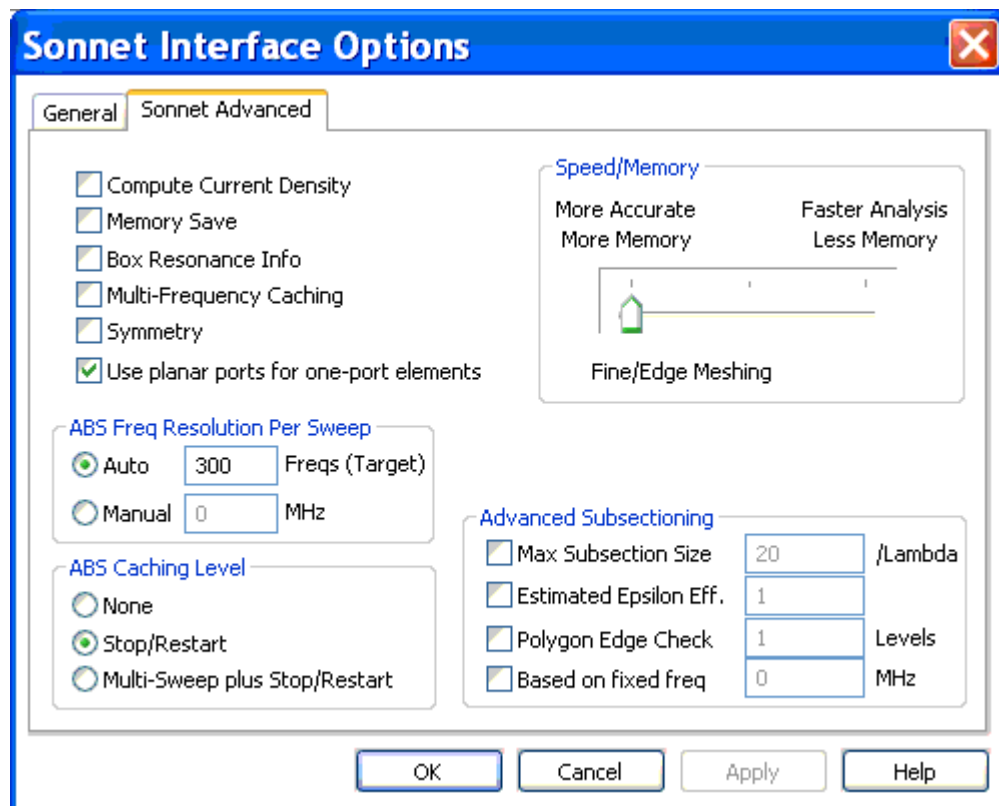 Sonnet Interface Options
General
Sonnet Advanced
Compute Current Density
Memory Save
Box Resonance Info
Multi-Frequency Caching
Symmetry
Use planar ports for one-port elements
Speed/Memory
More Accurate
More Memory
Faster Analysis
Less Memory
Fine/Edge Meshing
ABS Freq Resolution Per Sweep
Auto 300 Freqs (Target)
Manual 0 MHz
ABS Caching Level
None
Stop/Restart
Multi-Sweep plus Stop/Restart
Advanced Subsectioning
Max Subsection Size 20 /Lambda
Estimated Epsilon Eff. 1
Polygon Edge Check 1 Levels
Based on fixed freq 0 MHz
OK
Cancel
Apply
Help